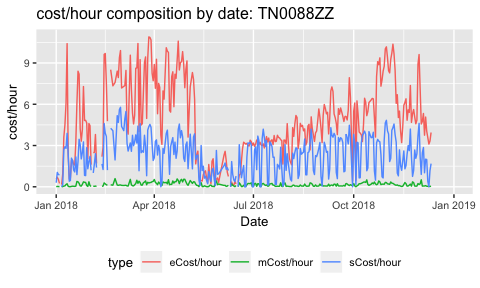 cost/hour composition by date: TN0088ZZ
cost/hour
9
6
3
0
Jan 2018 Apr 2018 Jul 2018 Oct 2018 Jan 2019
Date
type eCost/hour mCost/hour sCost/hour